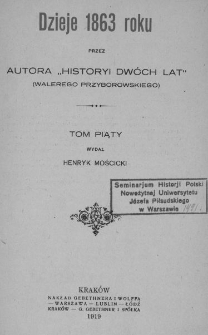 Dzieje 1863 roku
PRZEZ
AUTORA „HISTORYI DWÓCH LAT“
(WALEREGO PRZYBOROWSKIEGO)
TOM PIĄTY
WYDAŁ
HENRYK MOŚCICKI
Seminarjum Historji Polski
Nowożytnej Uniwersytetu
Józefa Piłsudskiego
w Warszawie
KRAKÓW
NAKŁAD GEBETHNERA I WOLFFA
WARSZAWA — LUBLIN — ŁÓDŹ
KRAKÓW — G. GEBETHNER I SPÓŁKA
1919